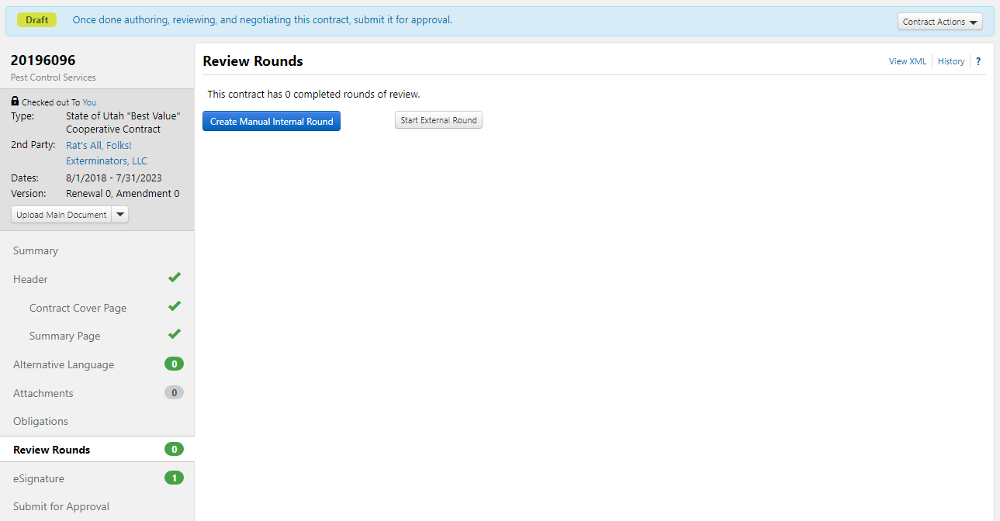 Draft
Once done authoring, reviewing, and negotiating this contract, submit it for approval.
Contract Actions
20196096
Pest Control Services
Checked out To You
Type: State of Utah "Best Value"
Cooperative Contract
2nd Party: Rat's All, Folks!
Exterminators, LLC
Dates: 8/1/2018 - 7/31/2023
Version: Renewal 0, Amendment 0
Upload Main Document
Summary
Header
Contract Cover Page
Summary Page
Alternative Language 0
Attachments 0
Obligations
Review Rounds 0
eSignature 1
Submit for Approval
Review Rounds
View XML History ?
This contract has 0 completed rounds of review.
Create Manual Internal Round Start External Round